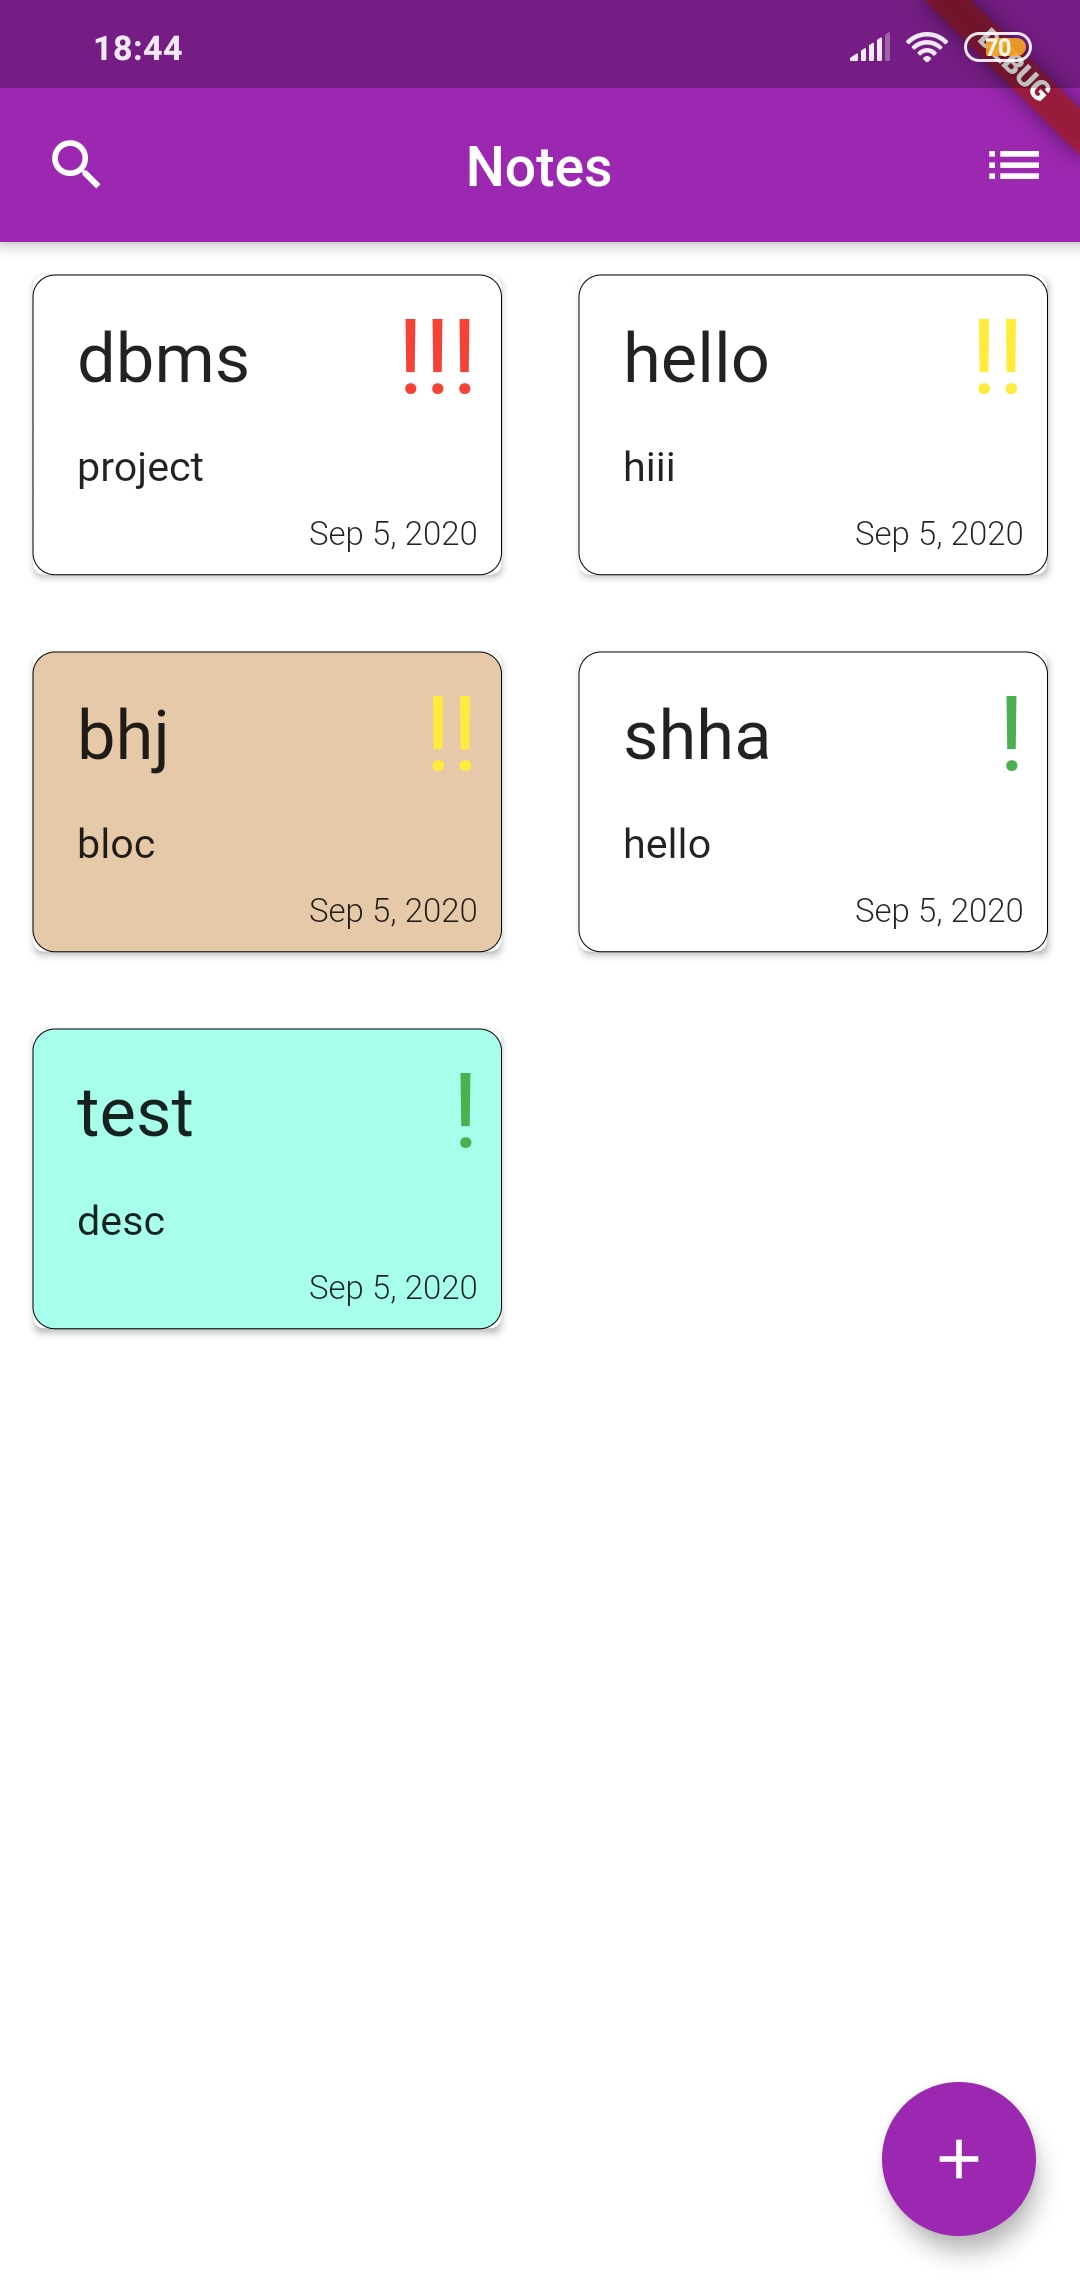 18:44
70
DEBUG
Notes
dbms !!!
project
Sep 5, 2020
hello !!
hiii
Sep 5, 2020
bhj !!
bloc
Sep 5, 2020
shha !
hello
Sep 5, 2020
test !
desc
Sep 5, 2020
+